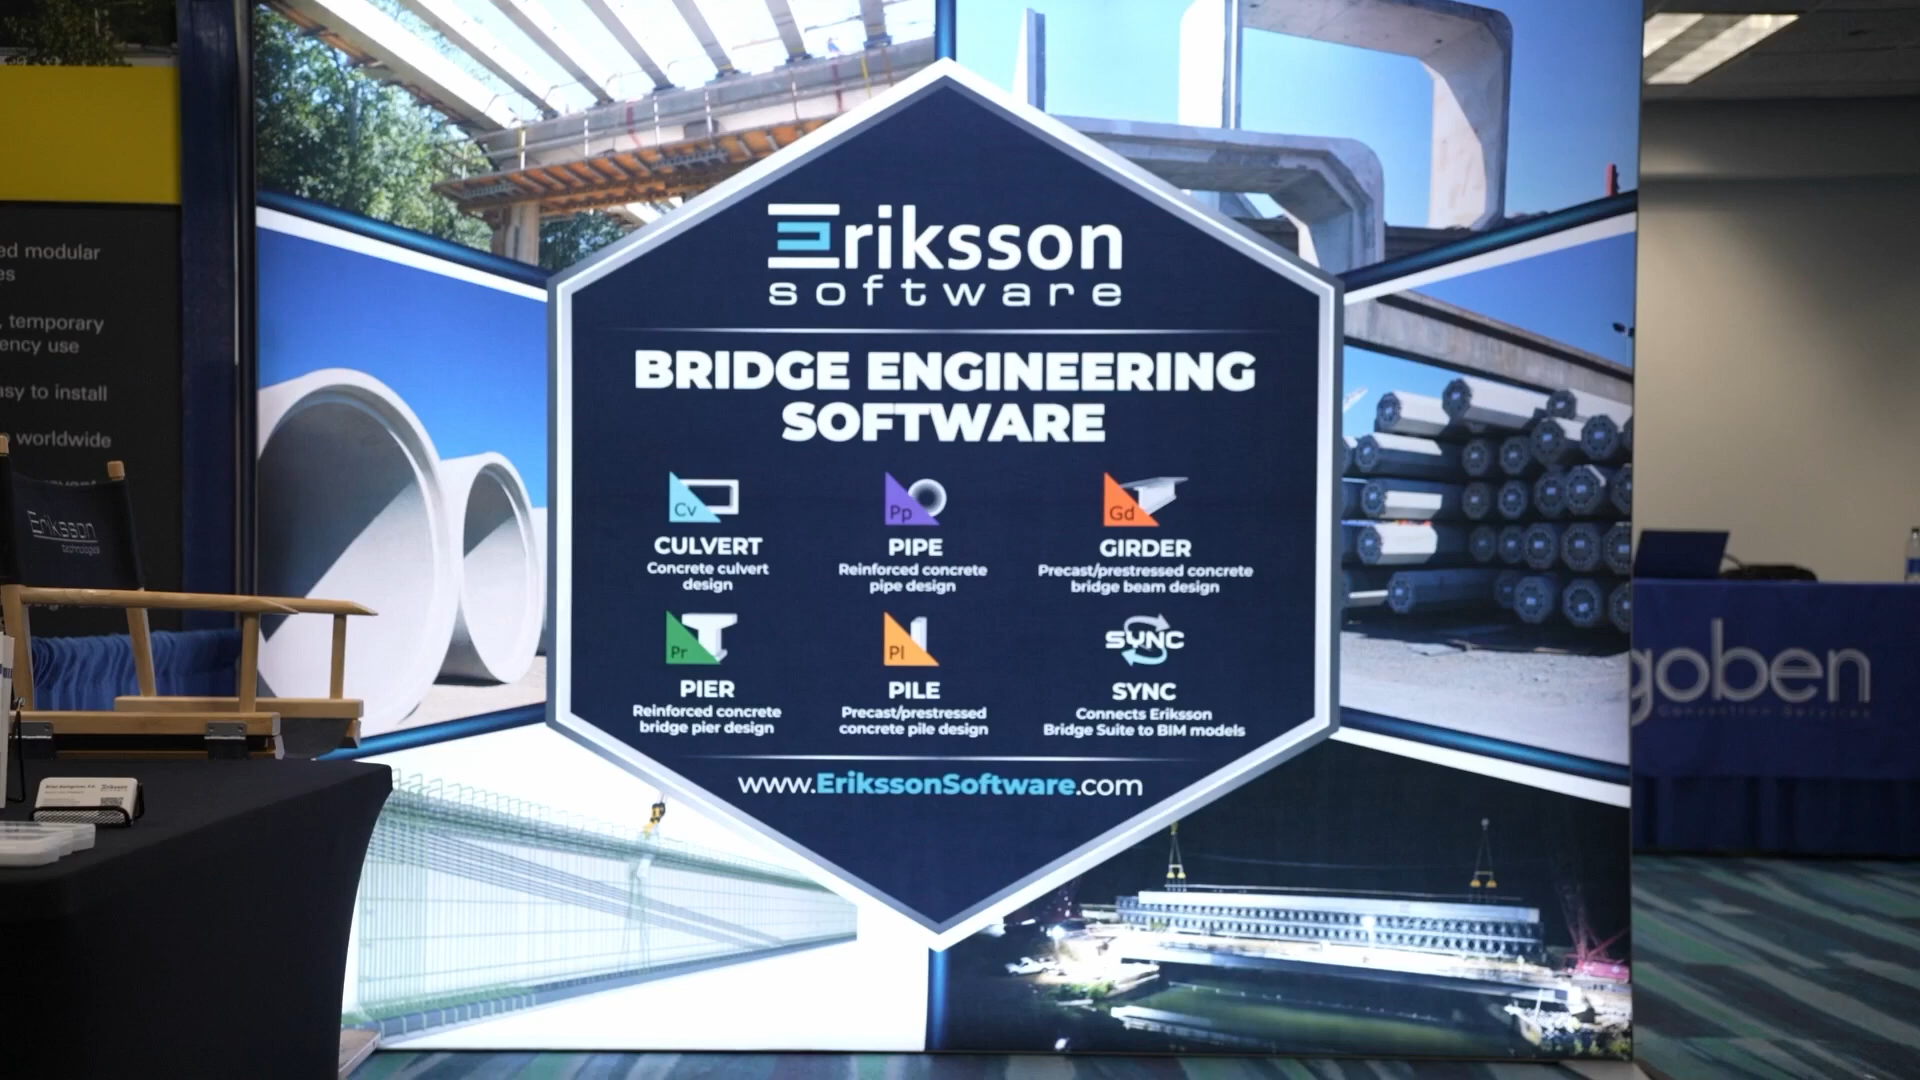 ed modular
es
, temporary
ency use
asy to install
worldwide
Eriksson
technologies
Eriksson
software
BRIDGE ENGINEERING
SOFTWARE
Cv
CULVERT
Concrete culvert
design
Pp
PIPE
Reinforced concrete
pipe design
Gd
GIRDER
Precast/prestressed concrete
bridge beam design
Pr
PIER
Reinforced concrete
bridge pier design
Pl
PILE
Precast/prestressed
concrete pile design
SYNC
SYNC
Connects Eriksson
Bridge Suite to BIM models
www.ErikssonSoftware.com
goben
Convention Services